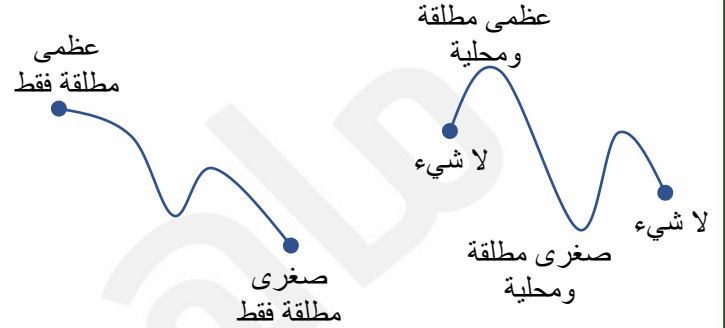 عظمى مطلقة
ومحلية
لا شيء
صغرى مطلقة
ومحلية
لا شيء
عظمى
مطلقة فقط
صغرى
مطلقة فقط